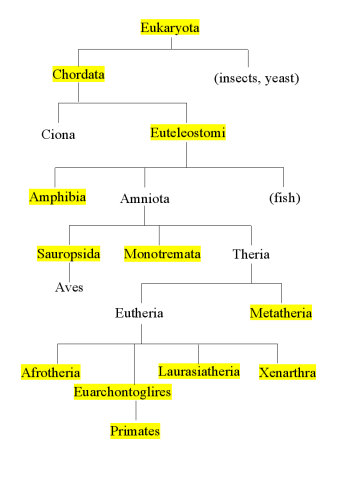 Eukaryota
Chordata
(insects, yeast)
Ciona
Euteleostomi
Amphibia
Amniota
(fish)
Sauropsida
Monotremata
Theria
Aves
Eutheria
Metatheria
Afrotheria
Laurasiatheria
Xenarthra
Euarchontoglires
Primates